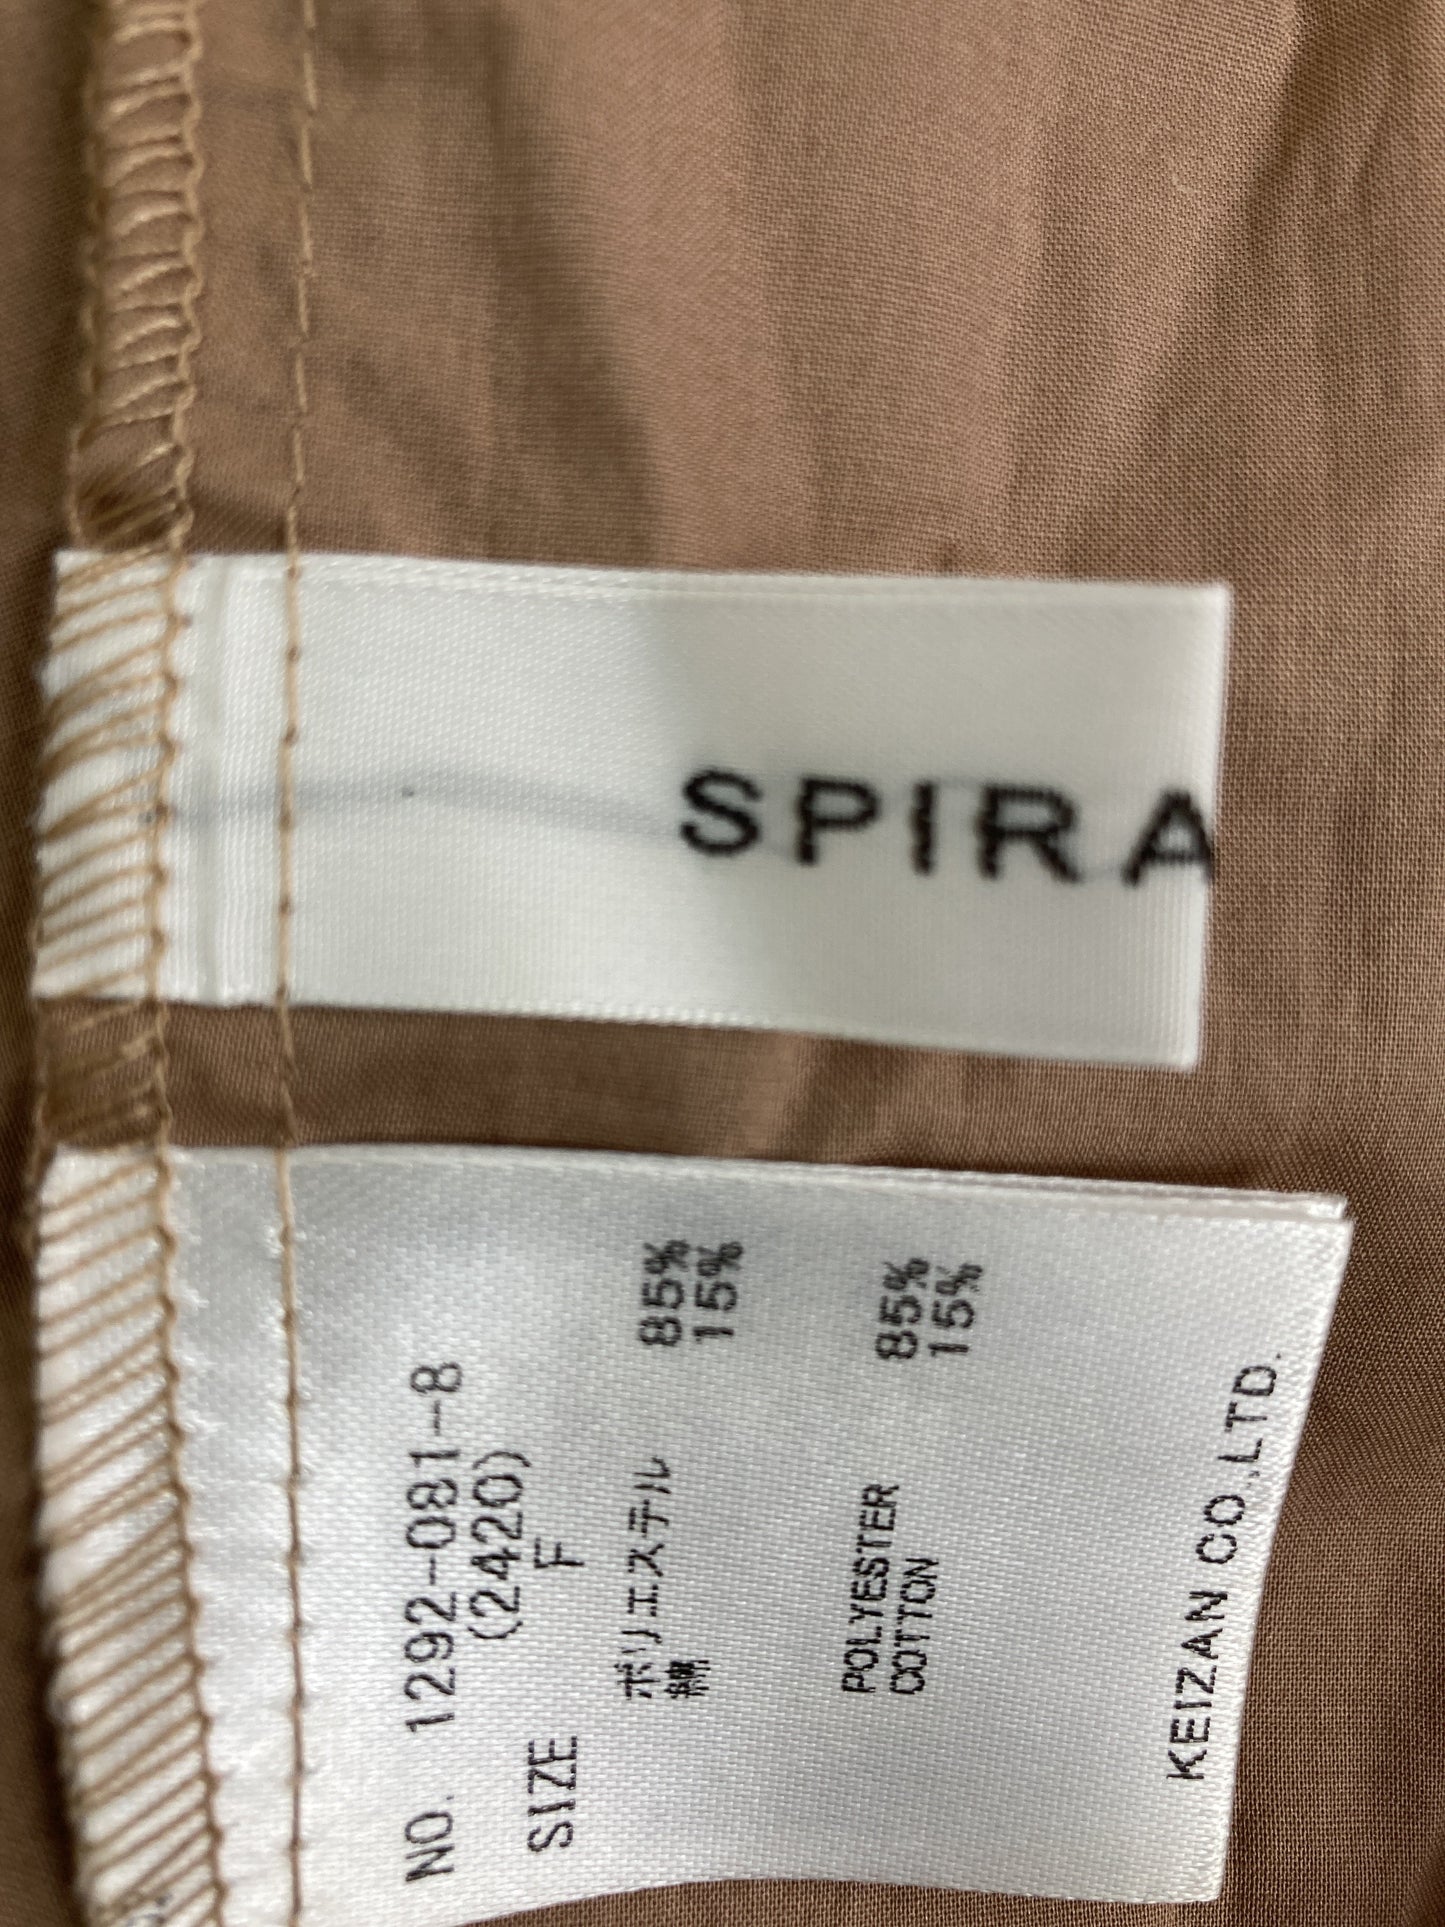 SPIRA
NO. 1292-081-8
(2420)
SIZE F
ポリエステル 85%
綿 15%
POLYESTER 85%
COTTON 15%
KEIZAN CO.,LTD.